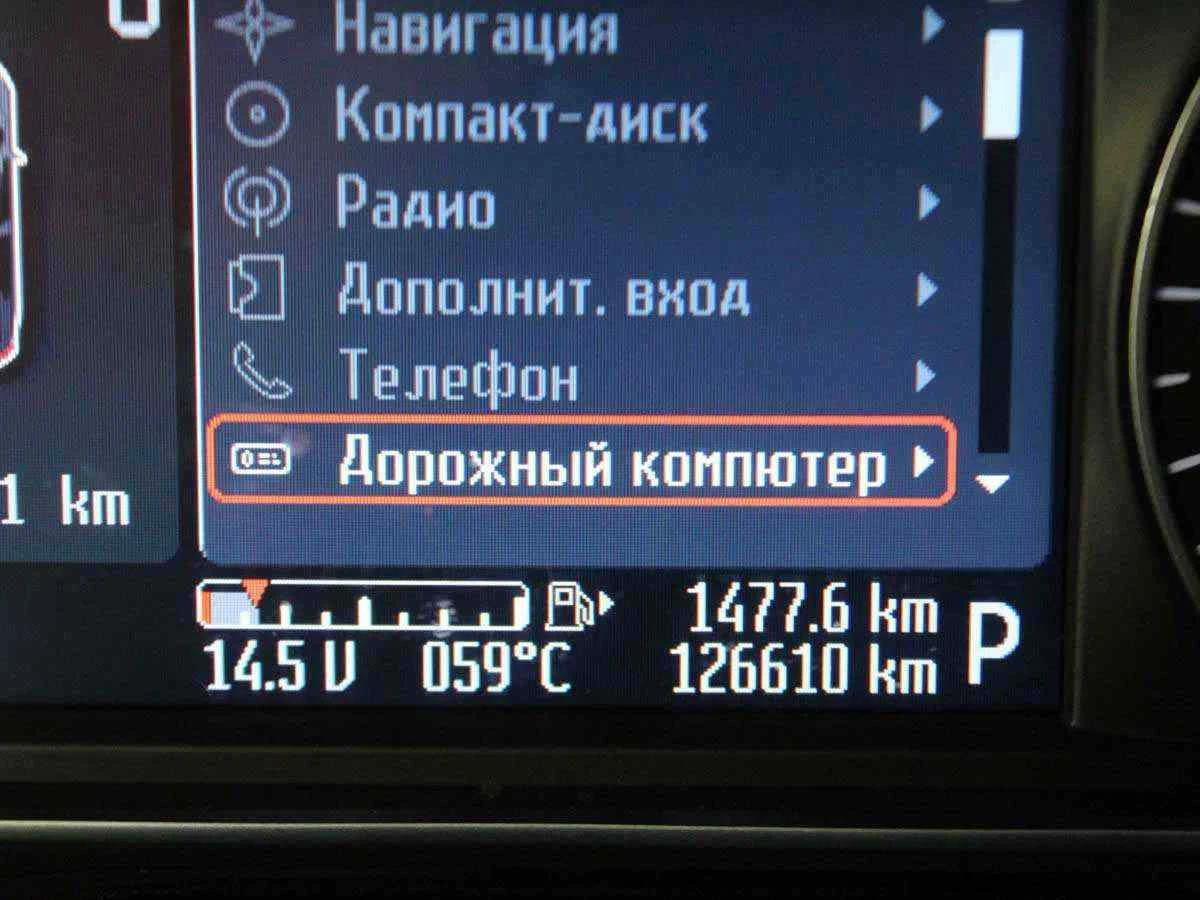 Навигация
Компакт-диск
Радио
Дополнит. вход
Телефон
Дорожный компютер
1 km
1477.6 km
14.5 V 059°C 126610 km
P